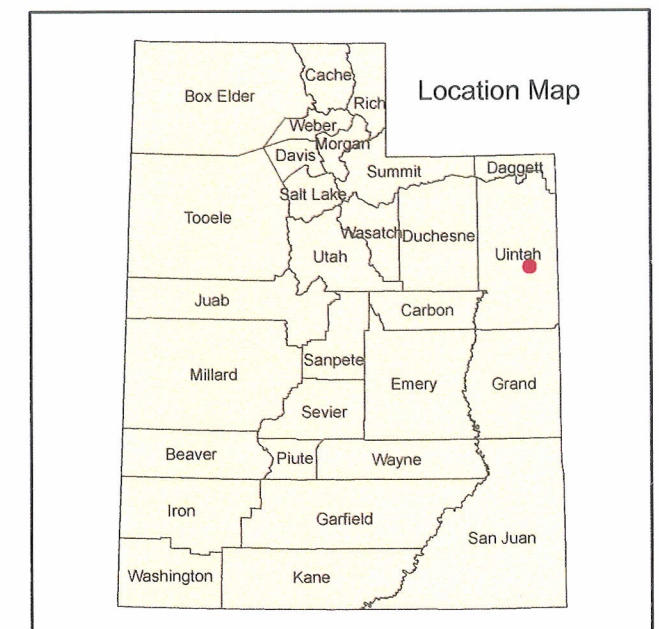 Location Map
Cache
Box Elder
Rich
Weber
Morgan
Davis
Summit
Daggett
Salt Lake
Tooele
Wasatch
Duchesne
Utah
Uintah
Juab
Carbon
Sanpete
Millard
Emery
Grand
Sevier
Beaver
Piute
Wayne
Iron
Garfield
San Juan
Washington
Kane